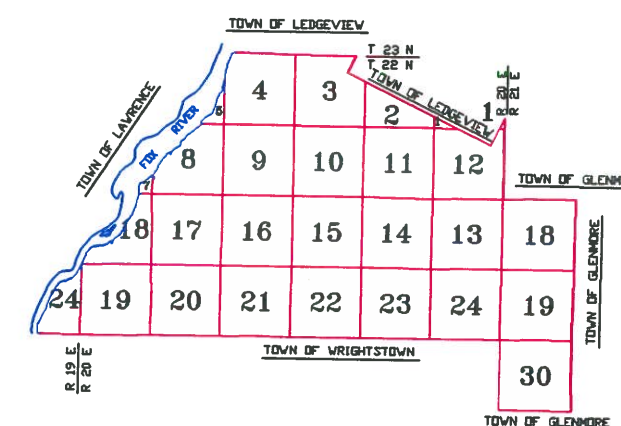 TOWN OF LEDGEVIEW
T 23 N
T 22 N
TOWN OF LEDGEVIEW
R 20 E
R 21 E
TOWN OF LAWRENCE
FOX RIVER
4 3 2 1 1
5
8 9 10 11 12
7
TOWN OF GLENM
18 17 16 15 14 13 18
TOWN OF GLENMORE
24 19 20 21 22 23 24 19
R 19 E
R 20 E
TOWN OF WRIGHTSTOWN
30
TOWN OF GLENMORE